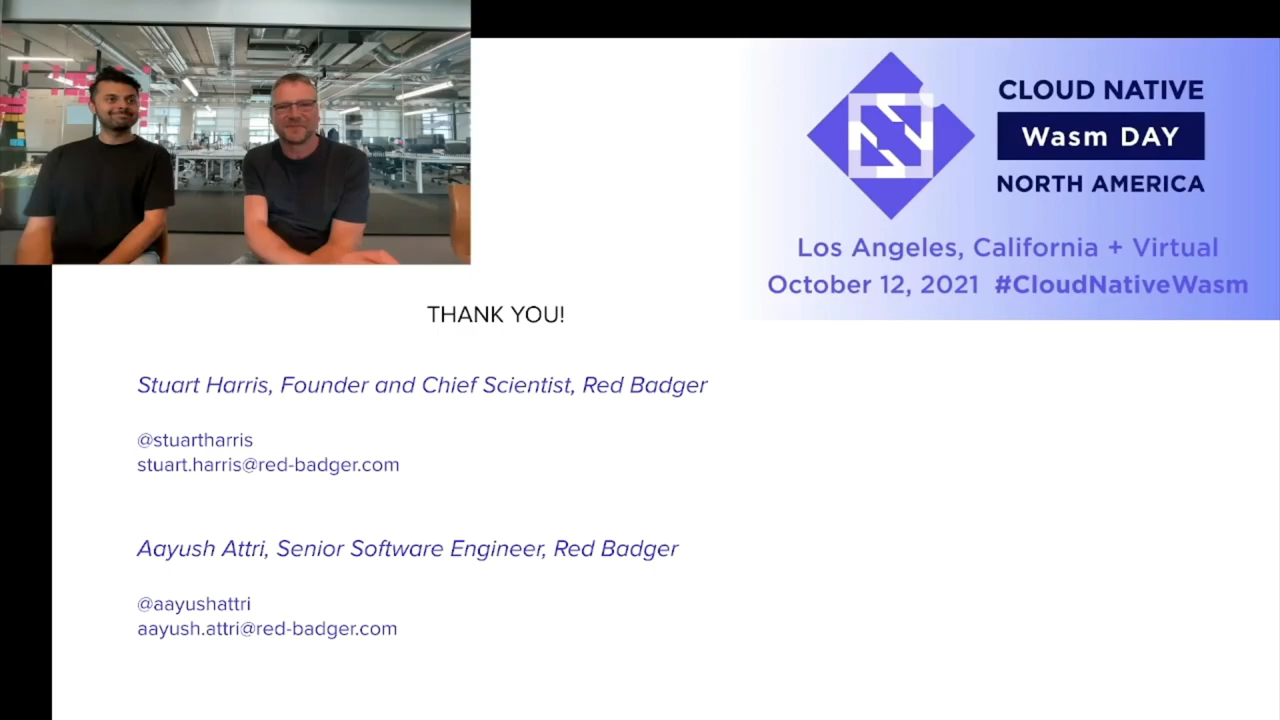 CLOUD NATIVE
Wasm DAY
NORTH AMERICA
Los Angeles, California + Virtual
October 12, 2021 #CloudNativeWasm
THANK YOU!
Stuart Harris, Founder and Chief Scientist, Red Badger
@stuartharris
stuart.harris@red-badger.com
Aayush Attri, Senior Software Engineer, Red Badger
@aayushattri
aayush.attri@red-badger.com